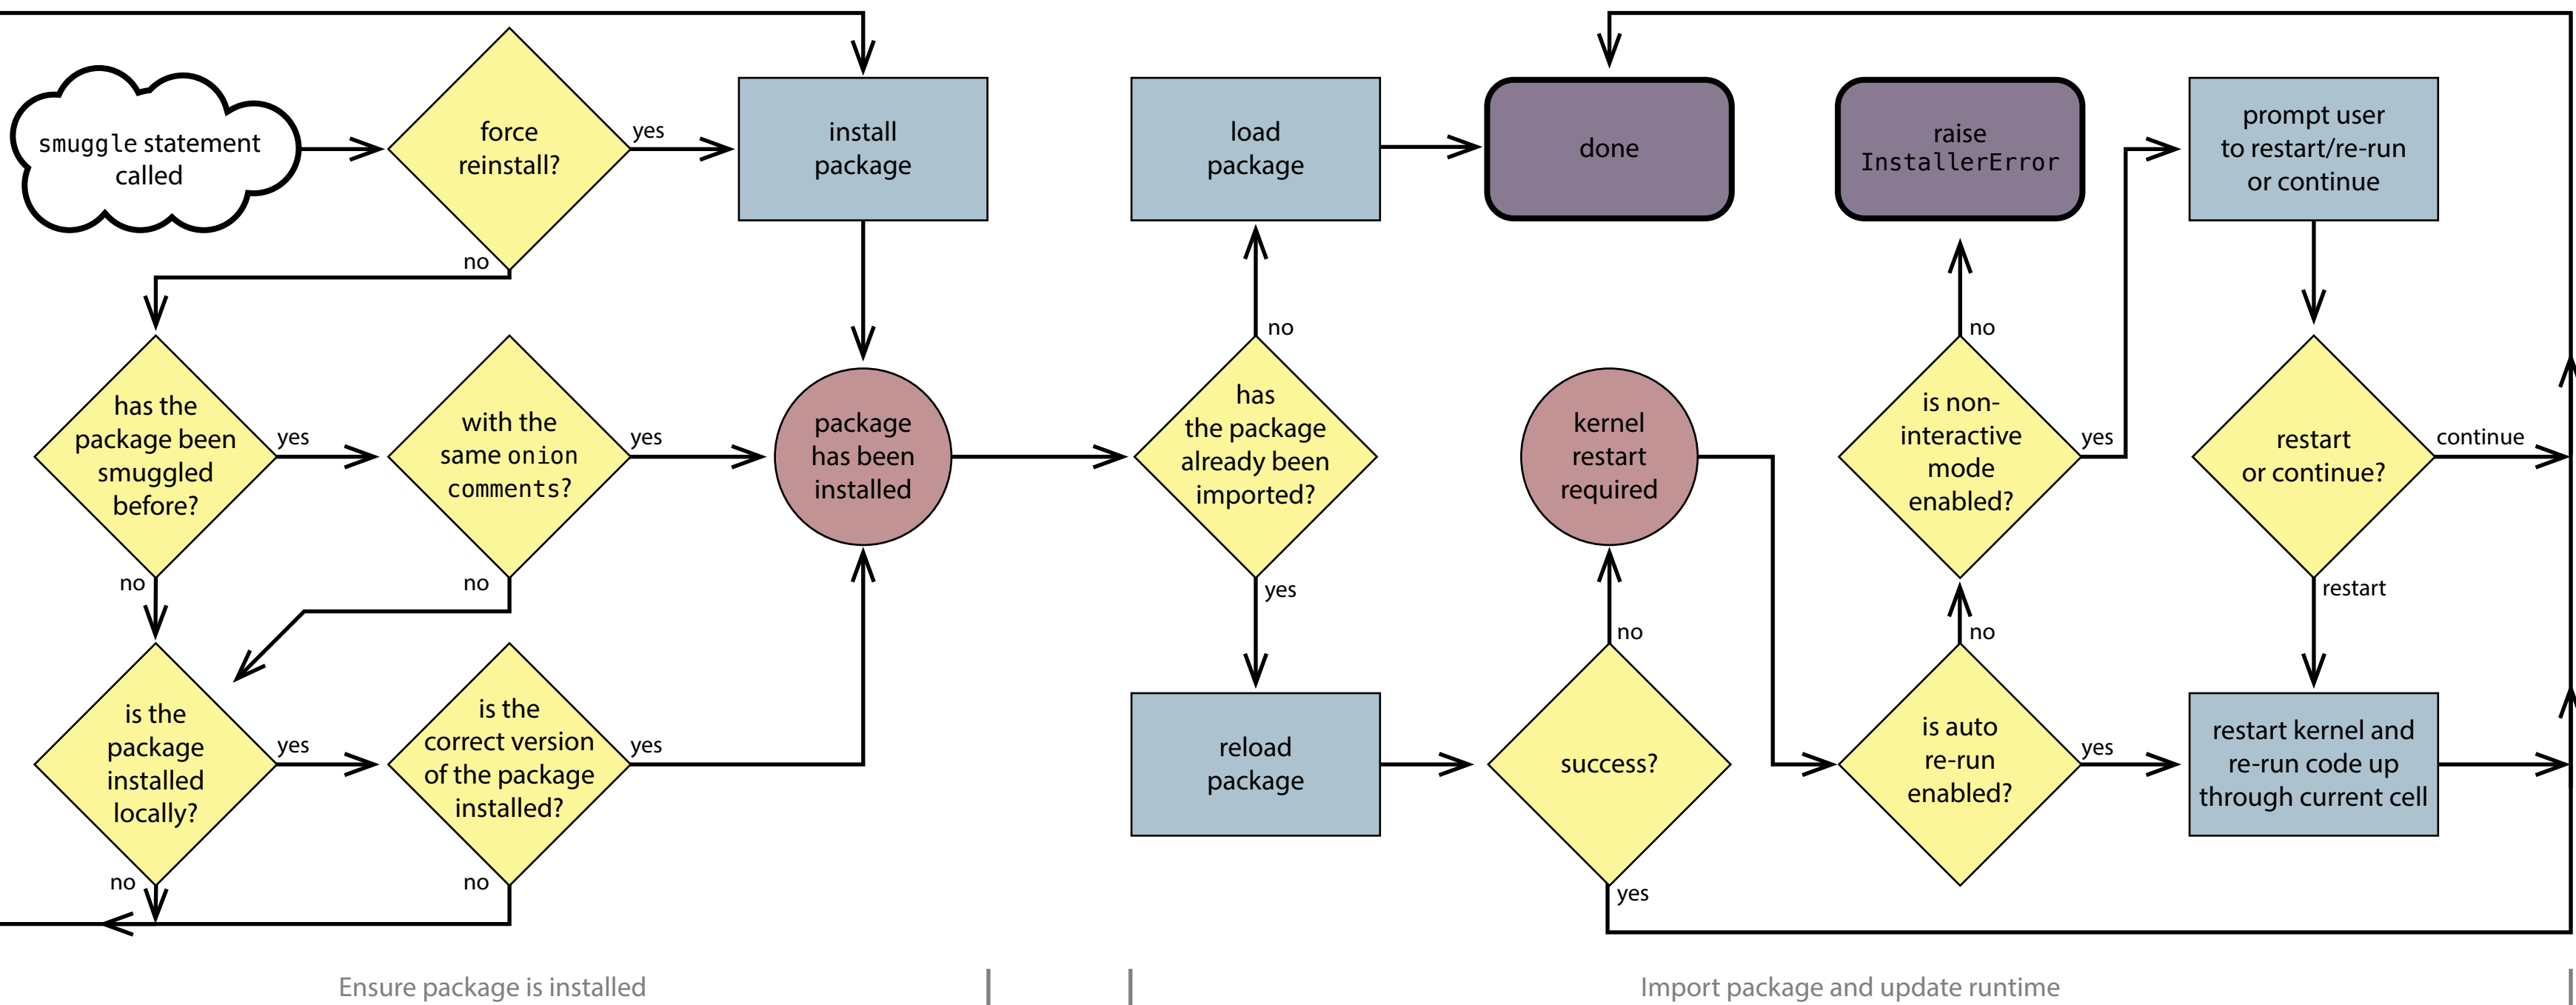 smuggle statement
called
force
reinstall?
yes
no
install
package
load
package
done
raise
InstallerError
prompt user
to restart/re-run
or continue
has the
package been
smuggled
before?
yes
no
with the
same onion
comments?
yes
no
package
has been
installed
has
the package
already been
imported?
no
yes
kernel
restart
required
is non-
interactive
mode
enabled?
no
yes
restart
or continue?
continue
restart
is the
package
installed
locally?
yes
no
is the
correct version
of the package
installed?
yes
no
reload
package
success?
no
yes
is auto
re-run
enabled?
no
yes
restart kernel and
re-run code up
through current cell
Ensure package is installed
Import package and update runtime